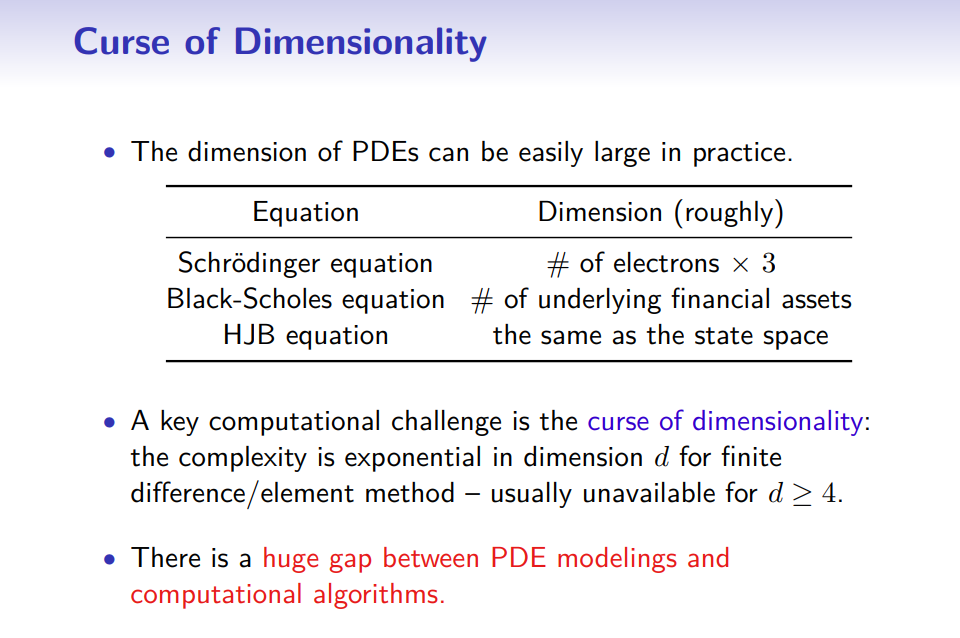 Curse of Dimensionality
• The dimension of PDEs can be easily large in practice.
Equation Dimension (roughly)
Schrödinger equation # of electrons × 3
Black-Scholes equation # of underlying financial assets
HJB equation the same as the state space
• A key computational challenge is the curse of dimensionality:
the complexity is exponential in dimension d for finite
difference/element method – usually unavailable for d ≥ 4.
• There is a huge gap between PDE modelings and
computational algorithms.